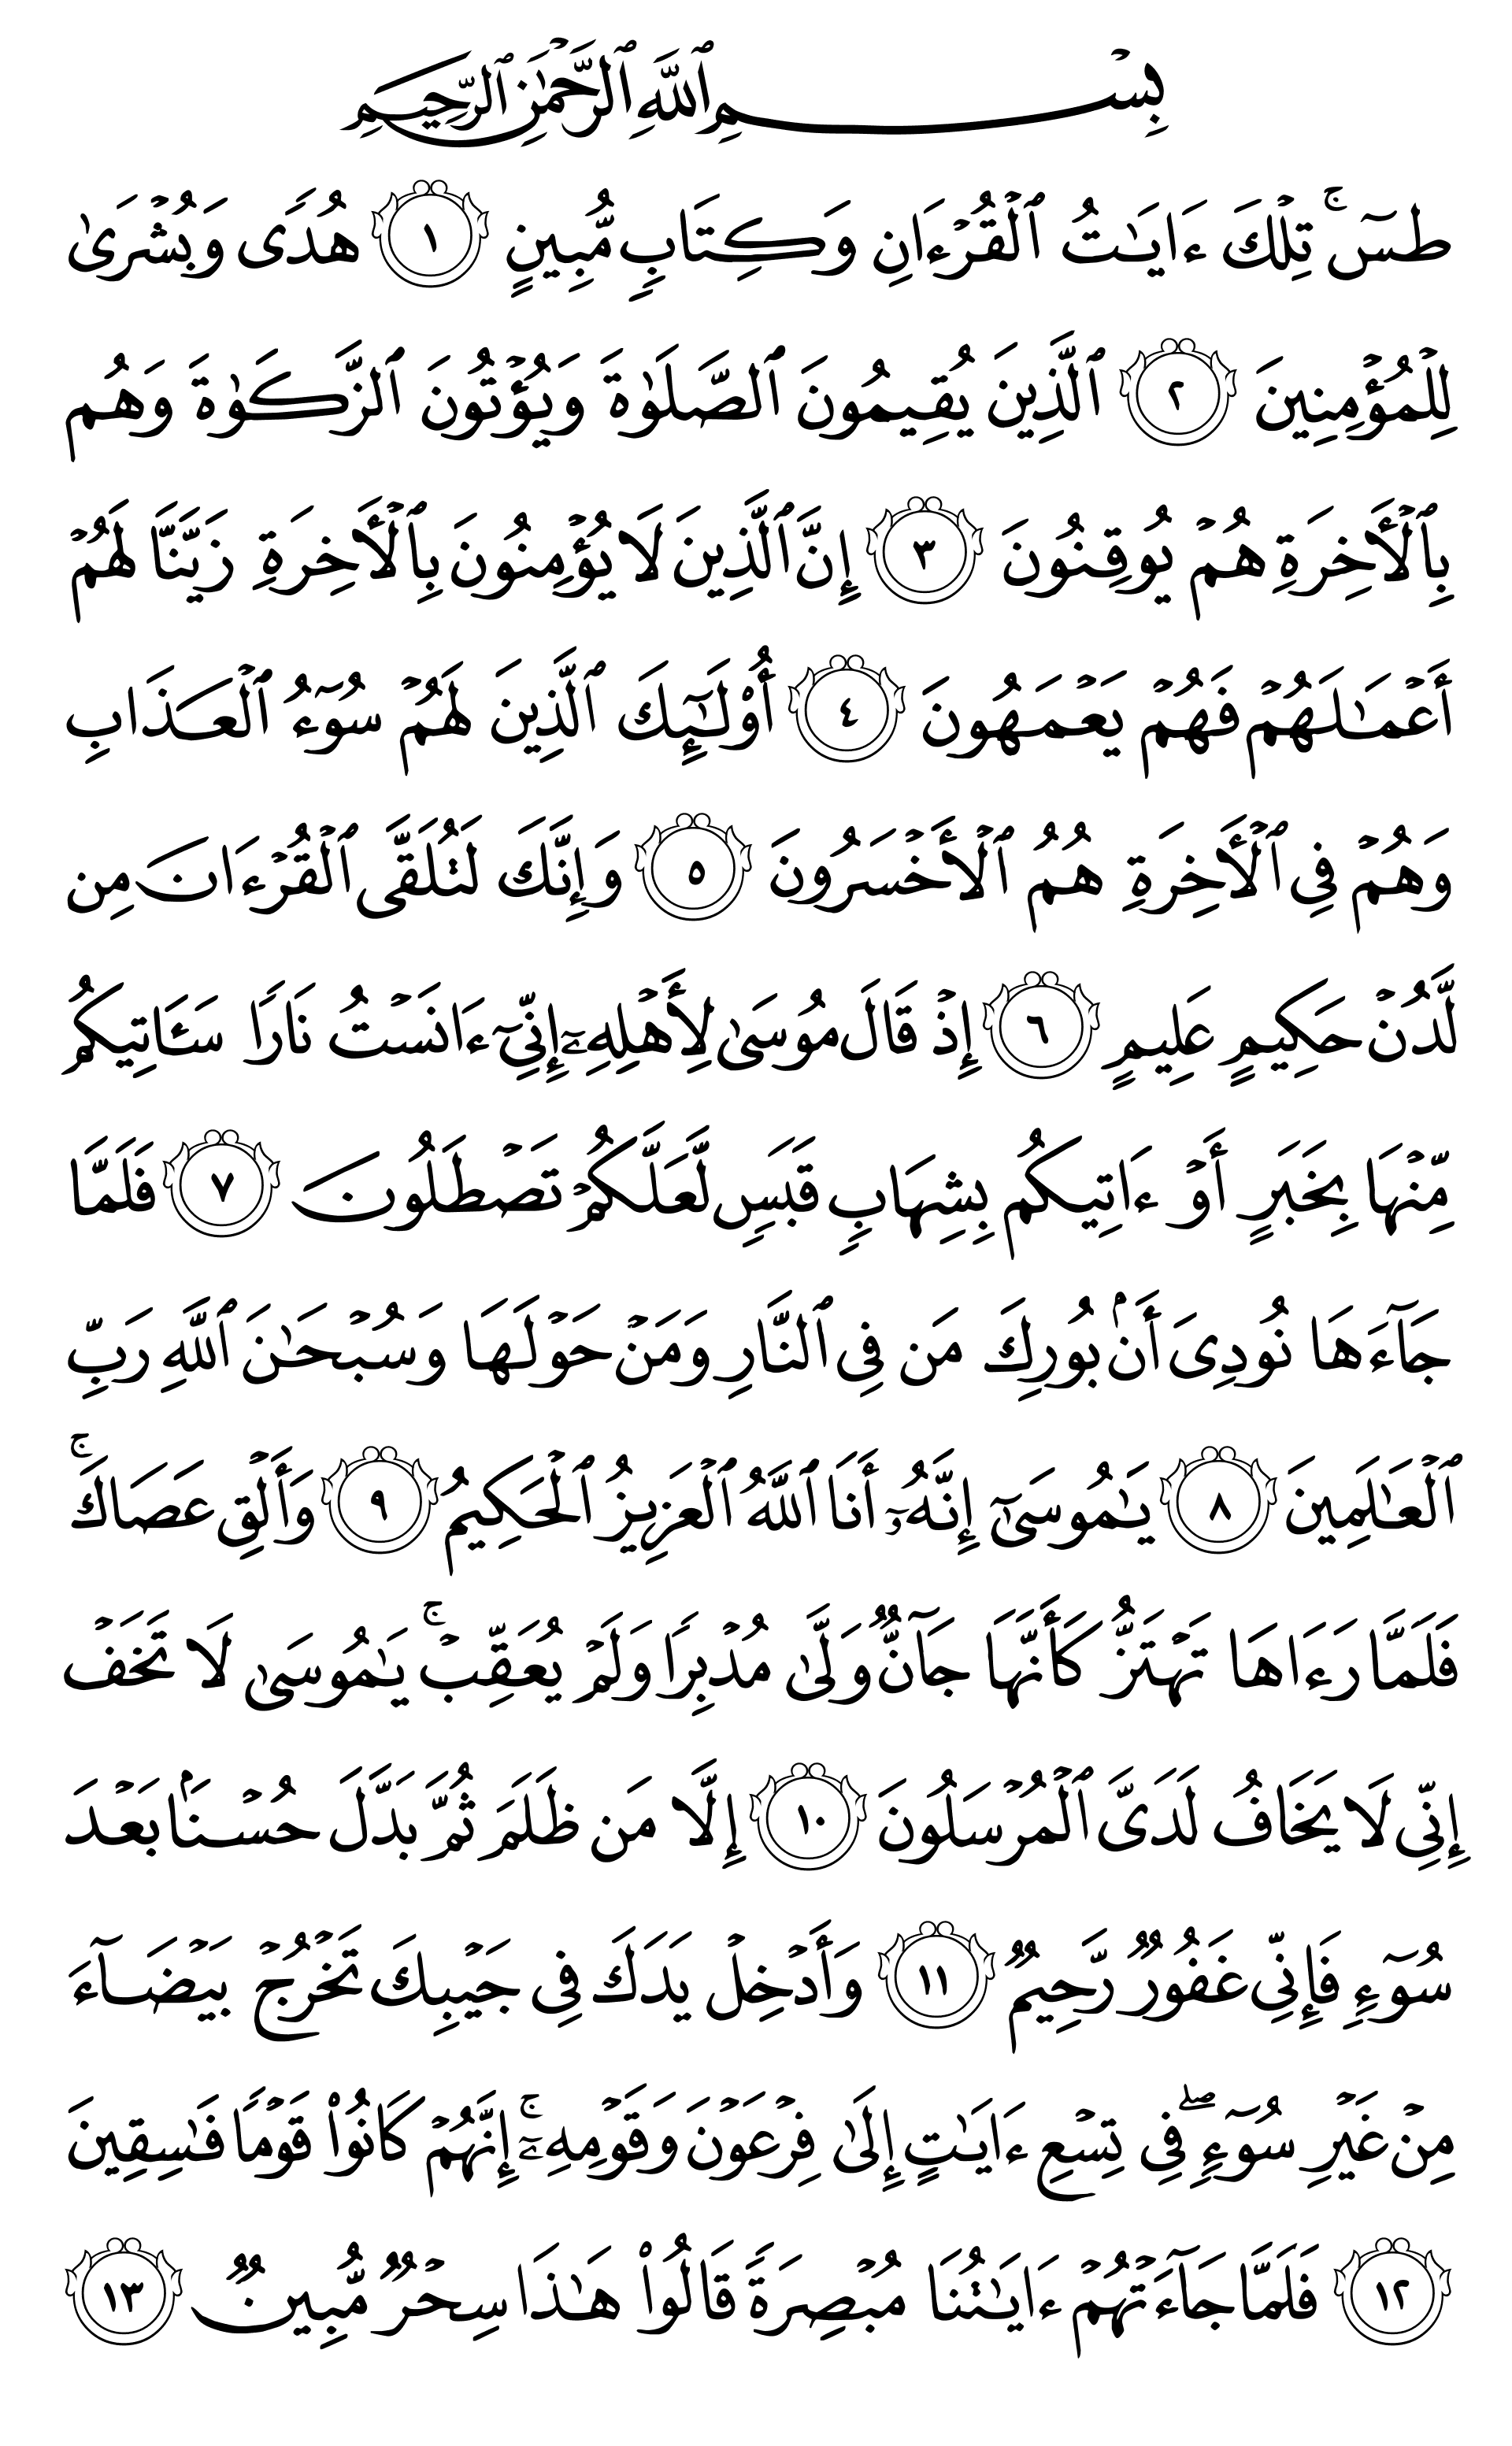 بِسْمِ ٱللَّهِ ٱلرَّحْمَٰنِ ٱلرَّحِيمِ
طسٓۚ تِلْكَ ءَايَٰتُ ٱلْقُرْءَانِ وَكِتَابٍ مُّبِينٍ ١ هُدًى وَبُشْرَىٰ
لِلْمُؤْمِنِينَ ٢ ٱلَّذِينَ يُقِيمُونَ ٱلصَّلَوٰةَ وَيُؤْتُونَ ٱلزَّكَوٰةَ وَهُم
بِٱلْأَخِرَةِ هُمْ يُوقِنُونَ ٣ إِنَّ ٱلَّذِينَ لَا يُؤْمِنُونَ بِٱلْأَخِرَةِ زَيَّنَّا لَهُمْ
أَعْمَٰلَهُمْ فَهُمْ يَعْمَهُونَ ٤ أُوْلَٰٓئِكَ ٱلَّذِينَ لَهُمْ سُوٓءُ ٱلْعَذَابِ
وَهُمْ فِي ٱلْأَخِرَةِ هُمُ ٱلْأَخْسَرُونَ ٥ وَإِنَّكَ لَتُلَقَّى ٱلْقُرْءَانَ مِن
لَّدُنْ حَكِيمٍ عَلِيمٍ ٦ إِذْ قَالَ مُوسَىٰ لِأَهْلِهِۦٓ إِنِّيٓ ءَانَسْتُ نَارًا سَـَٔاتِيكُم
مِّنْهَا بِخَبَرٍ أَوْ ءَاتِيكُم بِشِهَابٍ قَبَسٍ لَّعَلَّكُمْ تَصْطَلُونَ ٧ فَلَمَّا
جَآءَهَا نُودِيَ أَنۢ بُورِكَ مَن فِي ٱلنَّارِ وَمَنْ حَوْلَهَا وَسُبْحَٰنَ ٱللَّهِ رَبِّ
ٱلْعَٰلَمِينَ ٨ يَٰمُوسَىٰٓ إِنَّهُۥٓ أَنَا ٱللَّهُ ٱلْعَزِيزُ ٱلْحَكِيمُ ٩ وَأَلْقِ عَصَاكَۚ
فَلَمَّا رَءَاهَا تَهْتَزُّ كَأَنَّهَا جَآنٌّ وَلَّىٰ مُدْبِرًا وَلَمْ يُعَقِّبْۚ يَٰمُوسَىٰ لَا تَخَفْ
إِنِّي لَا يَخَافُ لَدَيَّ ٱلْمُرْسَلُونَ ١٠ إِلَّا مَن ظَلَمَ ثُمَّ بَدَّلَ حُسْنَۢا بَعْدَ
سُوٓءٍ فَإِنِّي غَفُورٌ رَّحِيمٌ ١١ وَأَدْخِلْ يَدَكَ فِي جَيْبِكَ تَخْرُجْ بَيْضَآءَ
مِنْ غَيْرِ سُوٓءٍۖ فِي تِسْعِ ءَايَٰتٍ إِلَىٰ فِرْعَوْنَ وَقَوْمِهِۦٓۚ إِنَّهُمْ كَانُوا۟ قَوْمًا فَٰسِقِينَ
١٢ فَلَمَّا جَآءَتْهُمْ ءَايَٰتُنَا مُبْصِرَةً قَالُوا۟ هَٰذَا سِحْرٌ مُّبِينٌ ١٣